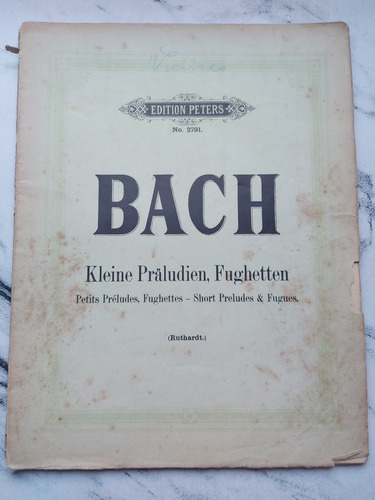 EDITION PETERS
No. 2791.
BACH
Kleine Präludien, Fughetten
Petits Préludes, Fughettes – Short Preludes & Fugues.
(Ruthardt.)